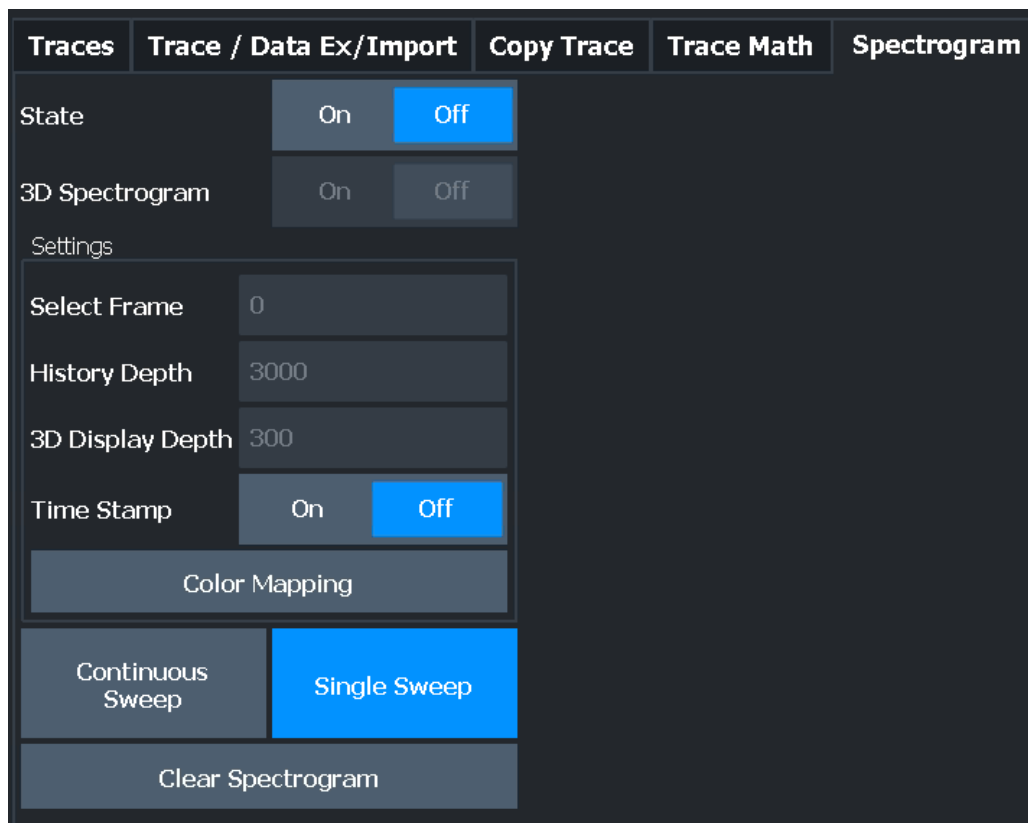 Traces Trace / Data Ex/Import Copy Trace Trace Math Spectrogram
State On Off
3D Spectrogram On Off
Settings
Select Frame 0
History Depth 3000
3D Display Depth 300
Time Stamp On Off
Color Mapping
Continuous
Sweep
Single Sweep
Clear Spectrogram